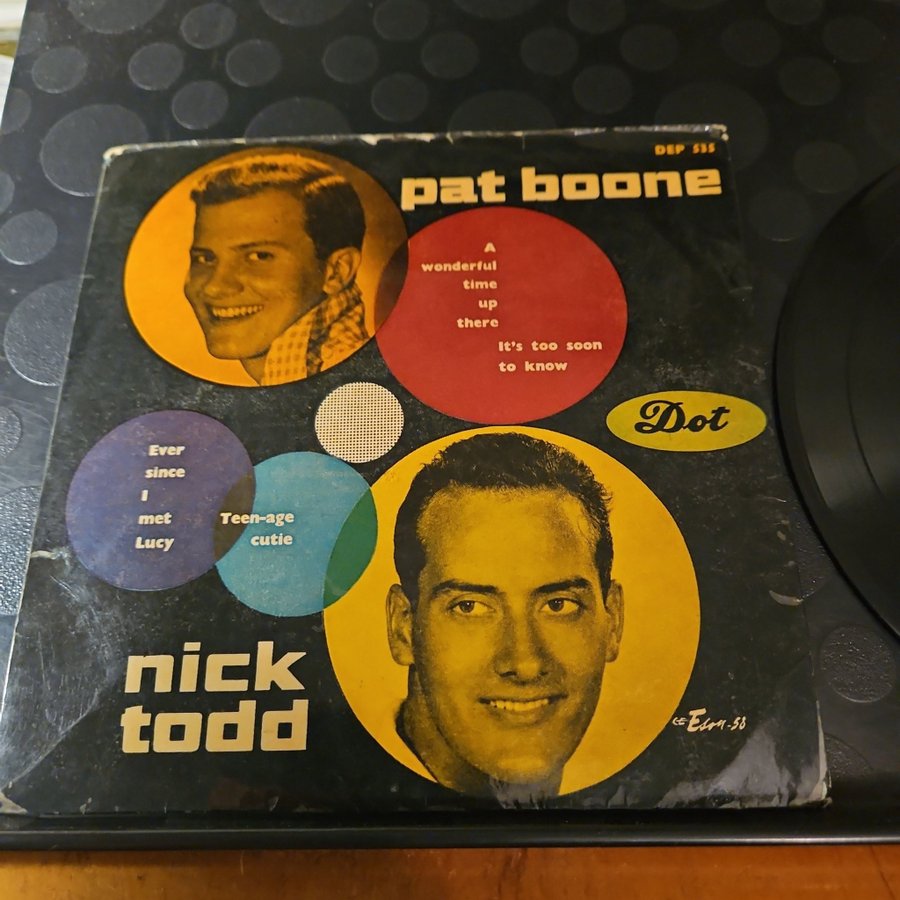 DEP 535
pat boone
A
wonderful
time
up
there
It's too soon
to know
Dot
Ever
since
I
met
Lucy
Teen-age
cutie
nick
todd